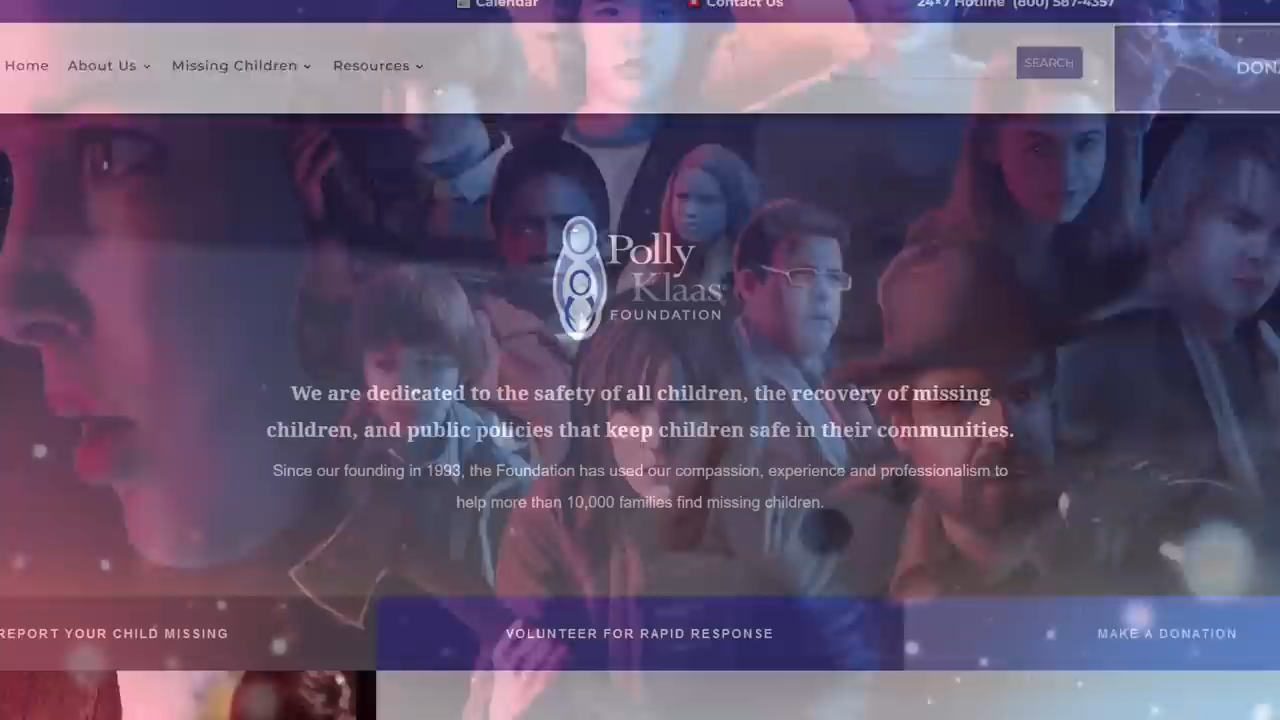 Calendar
Contact Us
24×7 Hotline (800) 587-4357
Home
About Us
Missing Children
Resources
SEARCH
DON
Polly
Klaas
FOUNDATION
We are dedicated to the safety of all children, the recovery of missing
children, and public policies that keep children safe in their communities.
Since our founding in 1993, the Foundation has used our compassion, experience and professionalism to
help more than 10,000 families find missing children.
REPORT YOUR CHILD MISSING
VOLUNTEER FOR RAPID RESPONSE
MAKE A DONATION